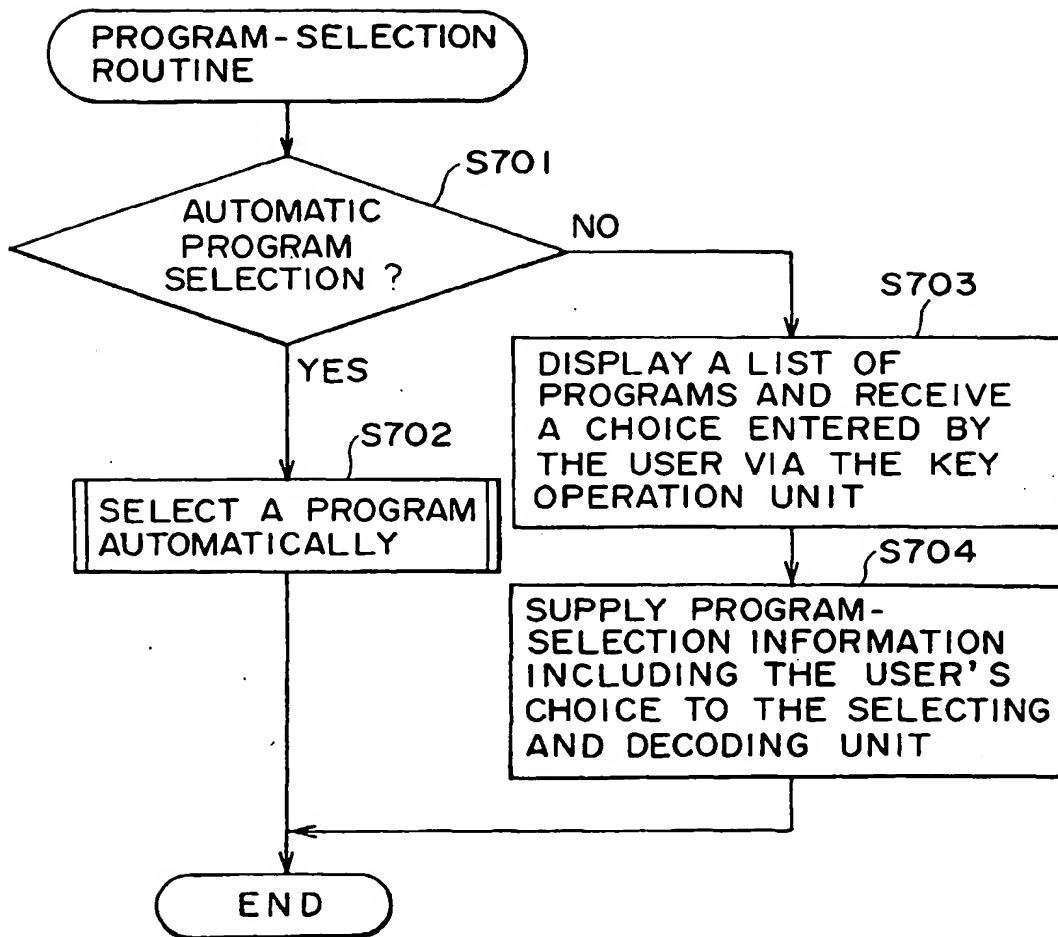 PROGRAM-SELECTION
ROUTINE
S701
AUTOMATIC
PROGRAM
SELECTION ?
NO
YES
S703
DISPLAY A LIST OF
PROGRAMS AND RECEIVE
A CHOICE ENTERED BY
THE USER VIA THE KEY
OPERATION UNIT
S702
SELECT A PROGRAM
AUTOMATICALLY
S704
SUPPLY PROGRAM-
SELECTION INFORMATION
INCLUDING THE USER'S
CHOICE TO THE SELECTING
AND DECODING UNIT
END